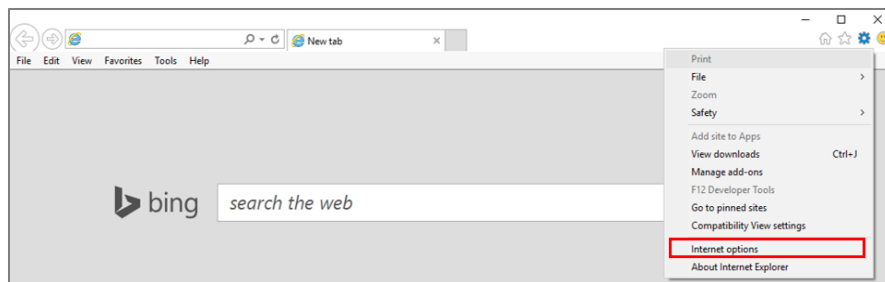 New tab
File Edit View Favorites Tools Help
bing
search the web
Print
File
Zoom
Safety
Add site to Apps
View downloads Ctrl+J
Manage add-ons
F12 Developer Tools
Go to pinned sites
Compatibility View settings
Internet options
About Internet Explorer